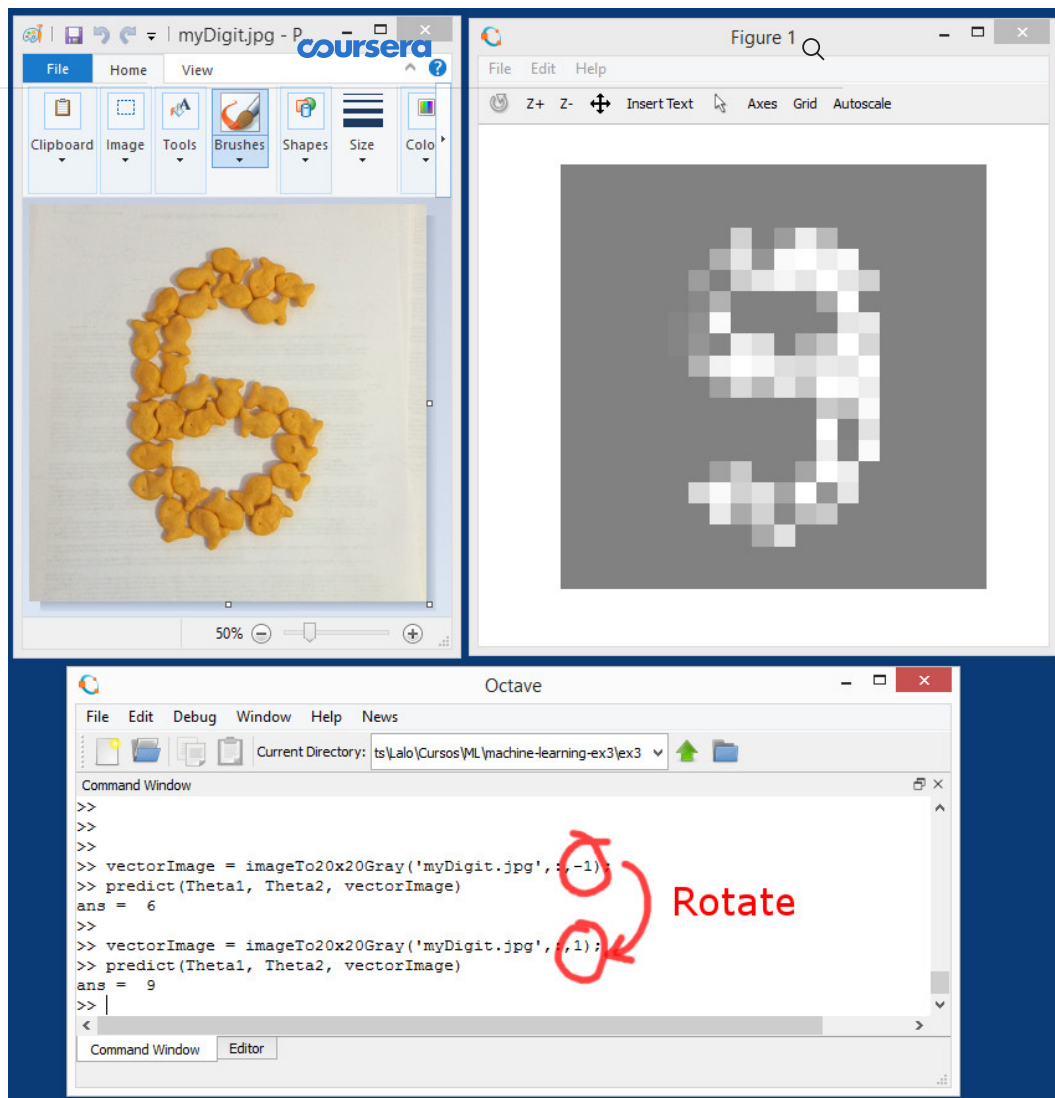 myDigit.jpg - P
coursera
File Home View
Clipboard Image Tools Brushes Shapes Size Colo
50%
Figure 1
File Edit Help
Z+ Z- Insert Text Axes Grid Autoscale
Octave
File Edit Debug Window Help News
Current Directory: ts\Lalo\Cursos\ML\machine-learning-ex3\ex3
Command Window
>>
>>
>>
>> vectorImage = imageTo20x20Gray('myDigit.jpg',:,-1);
>> predict(Theta1, Theta2, vectorImage)
ans = 6
>>
>> vectorImage = imageTo20x20Gray('myDigit.jpg',:,1);
>> predict(Theta1, Theta2, vectorImage)
ans = 9
>>
Rotate
Command Window Editor